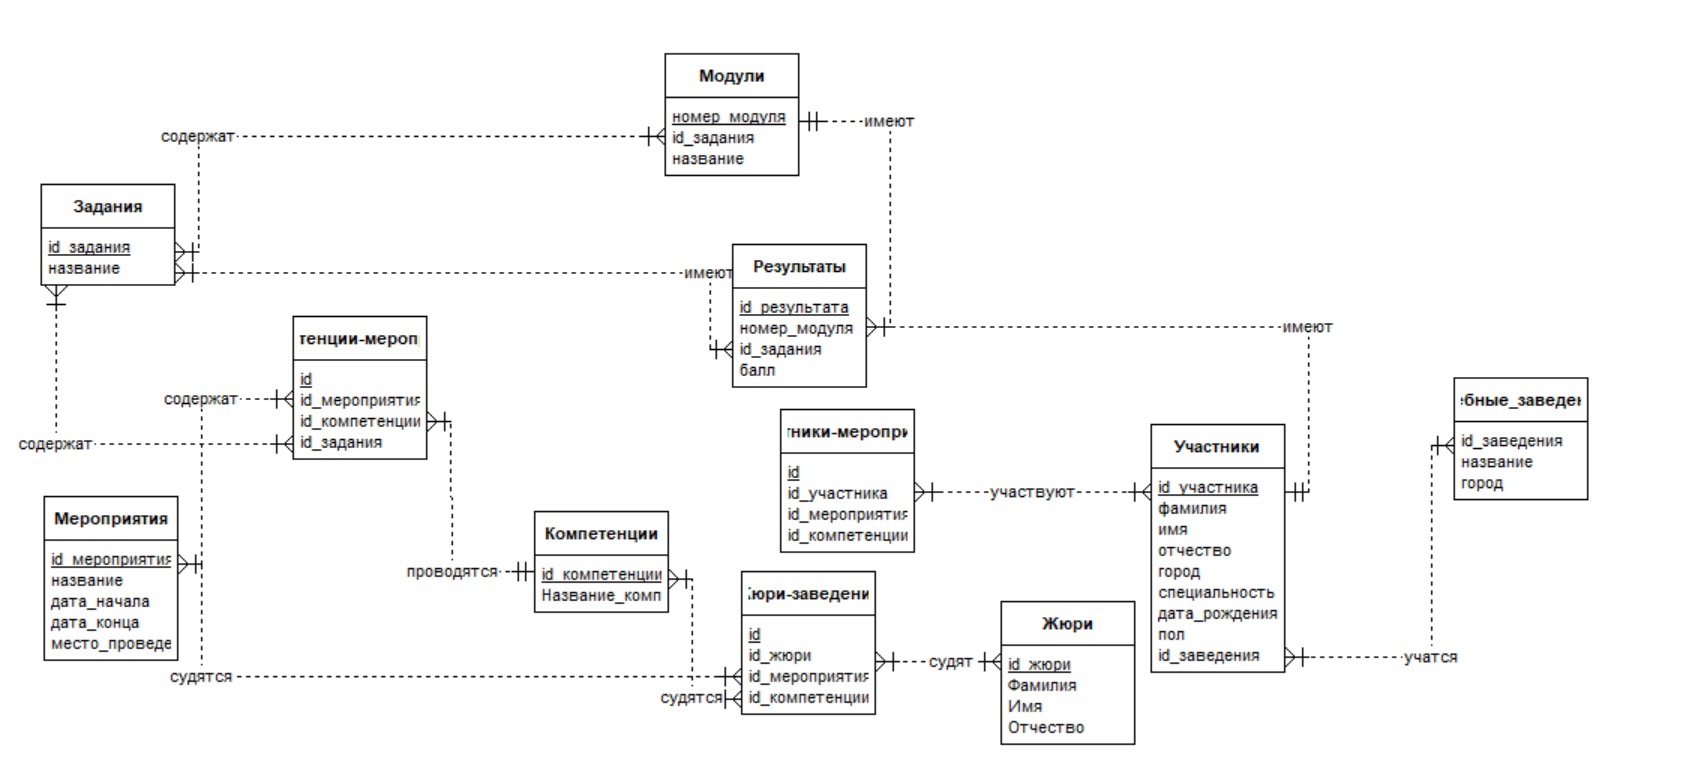 Модули
номер_модуля
id_задания
название
имеют
содержат
Задания
id_задания
название
имеют
Результаты
id_результата
номер_модуля
id_задания
балл
имеют
тенции-мероп
id
id_мероприятия
id_компетенции
id_задания
содержат
содержат
бные_заведен
id_заведения
название
город
ники-меропри
id
id_участника
id_мероприятия
id_компетенции
участвуют
Участники
id_участника
фамилия
имя
отчество
город
специальность
дата_рождения
пол
id_заведения
учатся
Мероприятия
id_мероприятия
название
дата_начала
дата_конца
место_проведе
проводятся
Компетенции
id_компетенции
Название_комп
юри-заведени
id
id_жюри
id_мероприятия
id_компетенции
судят
Жюри
id_жюри
Фамилия
Имя
Отчество
судятся
судятся